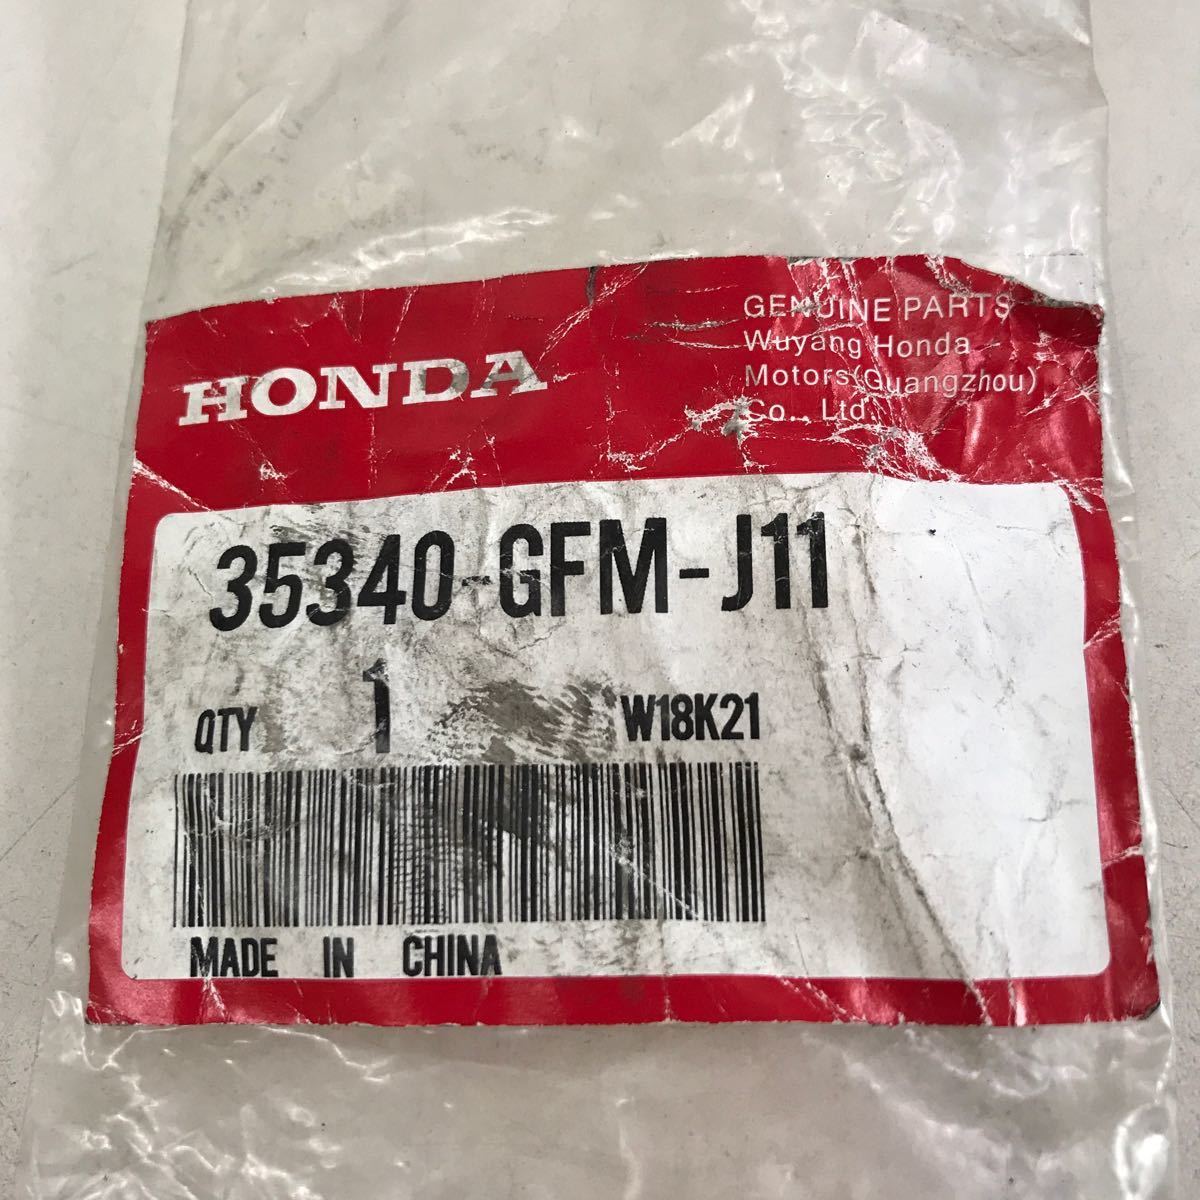 HONDA
GENUINE PARTS
Wuyang Honda
Motors(Guangzhou)
Co., Ltd.
35340-GFM-J11
QTY 1 W18K21
MADE IN CHINA